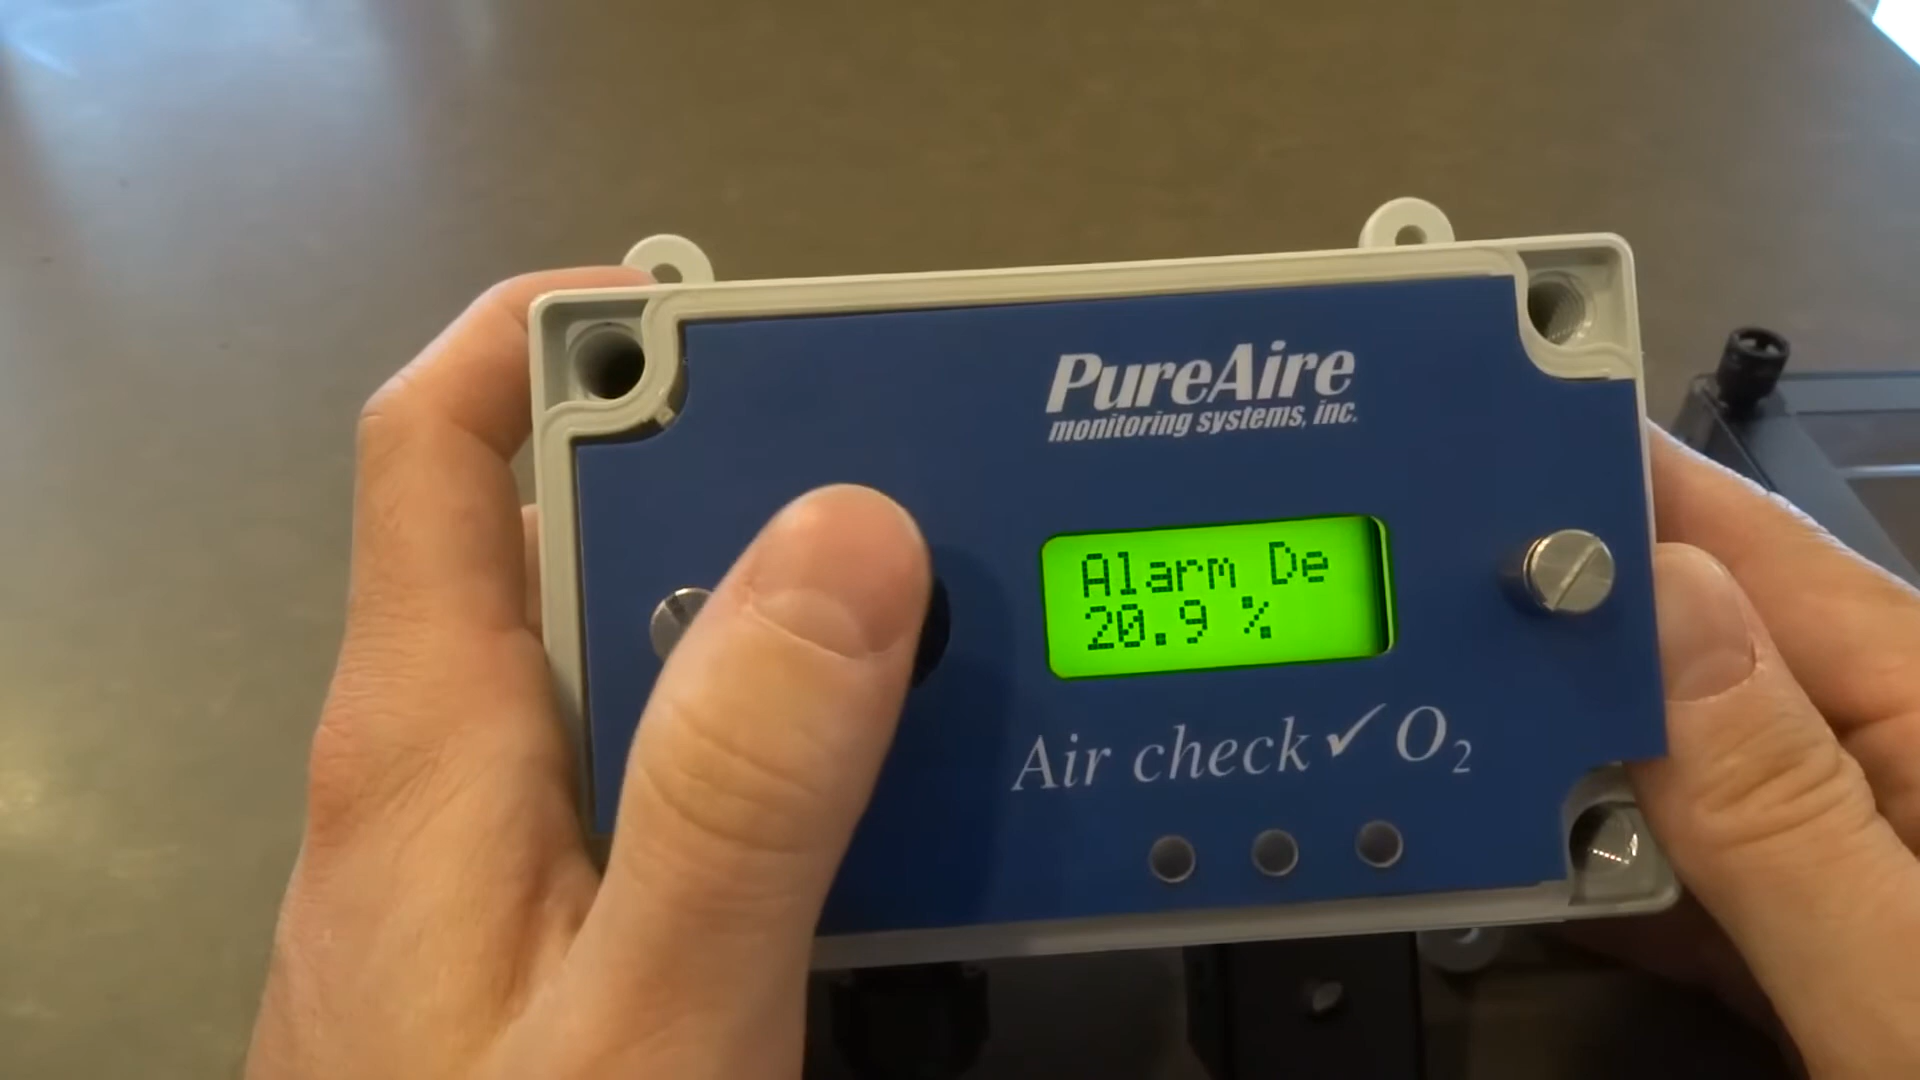 PureAire
monitoring systems, inc.
Alarm De
20.9 %
Air check✓ O₂